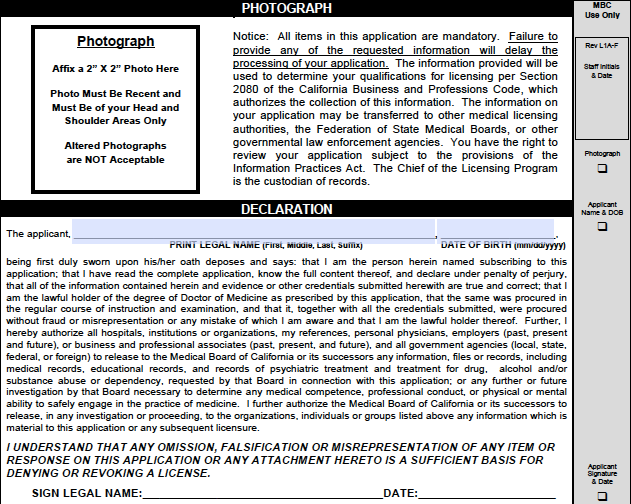 PHOTOGRAPH
Photograph
Affix a 2" X 2" Photo Here
Photo Must Be Recent and
Must Be of your Head and
Shoulder Areas Only
Altered Photographs
are NOT Acceptable
Notice: All items in this application are mandatory. Failure to
provide any of the requested information will delay the
processing of your application. The information provided will be
used to determine your qualifications for licensing per Section
2080 of the California Business and Professions Code, which
authorizes the collection of this information. The information on
your application may be transferred to other medical licensing
authorities, the Federation of State Medical Boards, or other
governmental law enforcement agencies. You have the right to
review your application subject to the provisions of the
Information Practices Act. The Chief of the Licensing Program
is the custodian of records.
DECLARATION
The applicant, , ,
PRINT LEGAL NAME (First, Middle, Last, Suffix) DATE OF BIRTH (mm/dd/yyyy)
being first duly sworn upon his/her oath deposes and says: that I am the person herein named subscribing to this
application; that I have read the complete application, know the full content thereof, and declare under penalty of perjury,
that all of the information contained herein and evidence or other credentials submitted herewith are true and correct; that I
am the lawful holder of the degree of Doctor of Medicine as prescribed by this application, that the same was procured in
the regular course of instruction and examination, and that it, together with all the credentials submitted, were procured
without fraud or misrepresentation or any mistake of which I am aware and that I am the lawful holder thereof. Further, I
hereby authorize all hospitals, institutions or organizations, my references, personal physicians, employers (past, present
and future), or business and professional associates (past, present, and future), and all government agencies (local, state,
federal, or foreign) to release to the Medical Board of California or its successors any information, files or records, including
medical records, educational records, and records of psychiatric treatment and treatment for drug, alcohol and/or
substance abuse or dependency, requested by that Board in connection with this application; or any further or future
investigation by that Board necessary to determine any medical competence, professional conduct, or physical or mental
ability to safely engage in the practice of medicine. I further authorize the Medical Board of California or its successors to
release, in any investigation or proceeding, to the organizations, individuals or groups listed above any information which is
material to this application or any subsequent licensure.
I UNDERSTAND THAT ANY OMISSION, FALSIFICATION OR MISREPRESENTATION OF ANY ITEM OR
RESPONSE ON THIS APPLICATION OR ANY ATTACHMENT HERETO IS A SUFFICIENT BASIS FOR
DENYING OR REVOKING A LICENSE.
SIGN LEGAL NAME:____________________DATE:____________________
MBC
Use Only
Rev L1A-F
Staff Initials
& Date
Photograph
Applicant
Name & DOB
Applicant
Signature
& Date